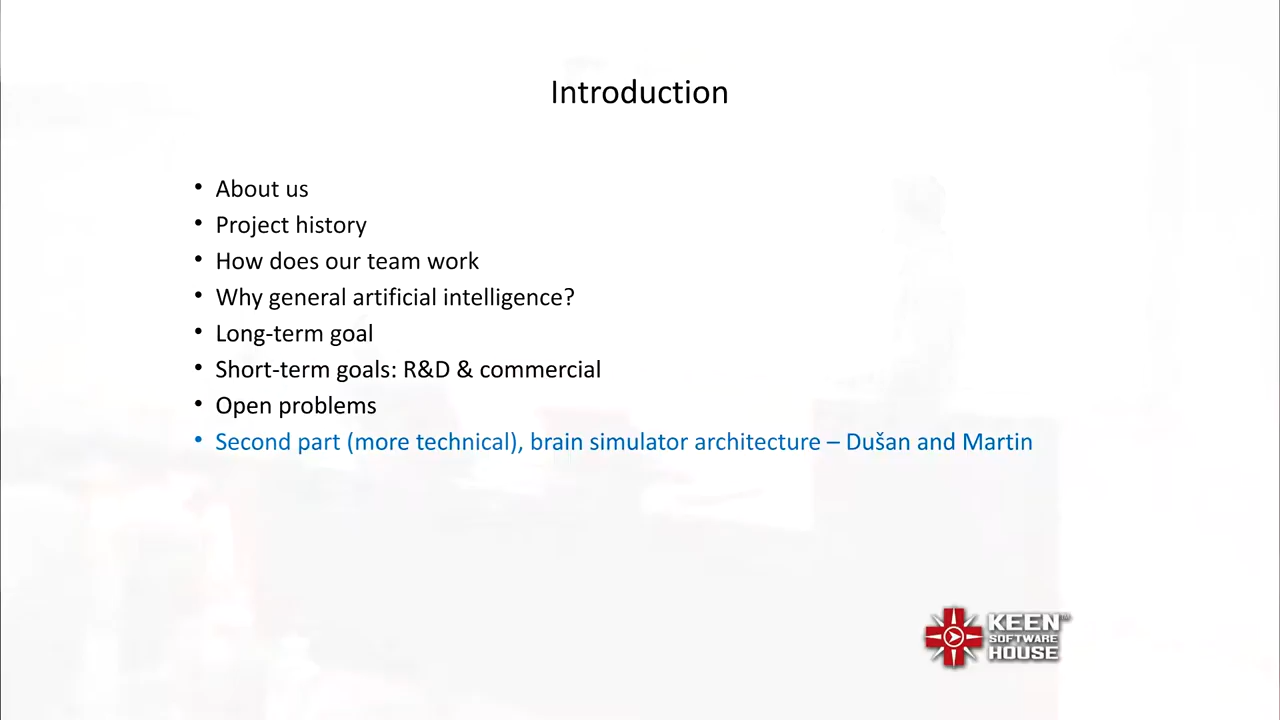 Introduction
• About us
• Project history
• How does our team work
• Why general artificial intelligence?
• Long-term goal
• Short-term goals: R&D & commercial
• Open problems
• Second part (more technical), brain simulator architecture – Dušan and Martin
KEEN™
SOFTWARE
HOUSE